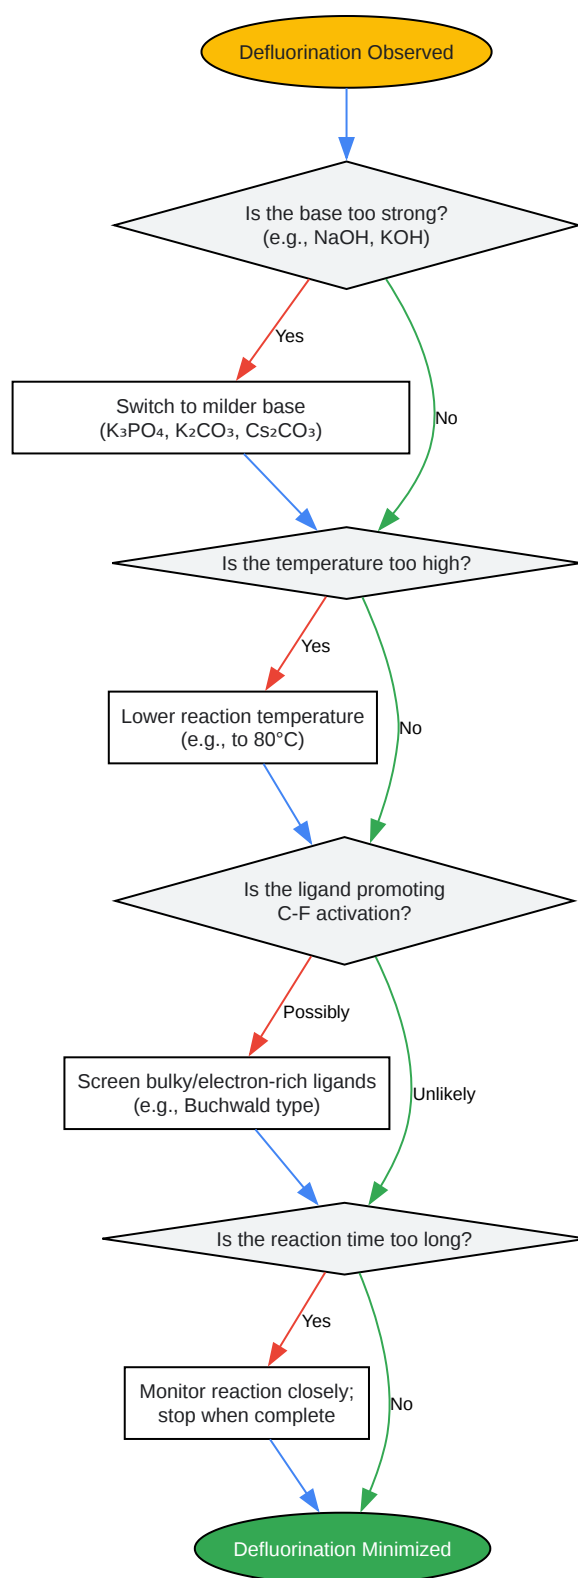 Defluorination Observed
Is the base too strong?
(e.g., NaOH, KOH)
Yes
Switch to milder base
(K₃PO₄, K₂CO₃, Cs₂CO₃)
No
Is the temperature too high?
Yes
Lower reaction temperature
(e.g., to 80°C)
No
Is the ligand promoting
C-F activation?
Possibly
Screen bulky/electron-rich ligands
(e.g., Buchwald type)
Unlikely
Is the reaction time too long?
Yes
Monitor reaction closely;
stop when complete
No
Defluorination Minimized